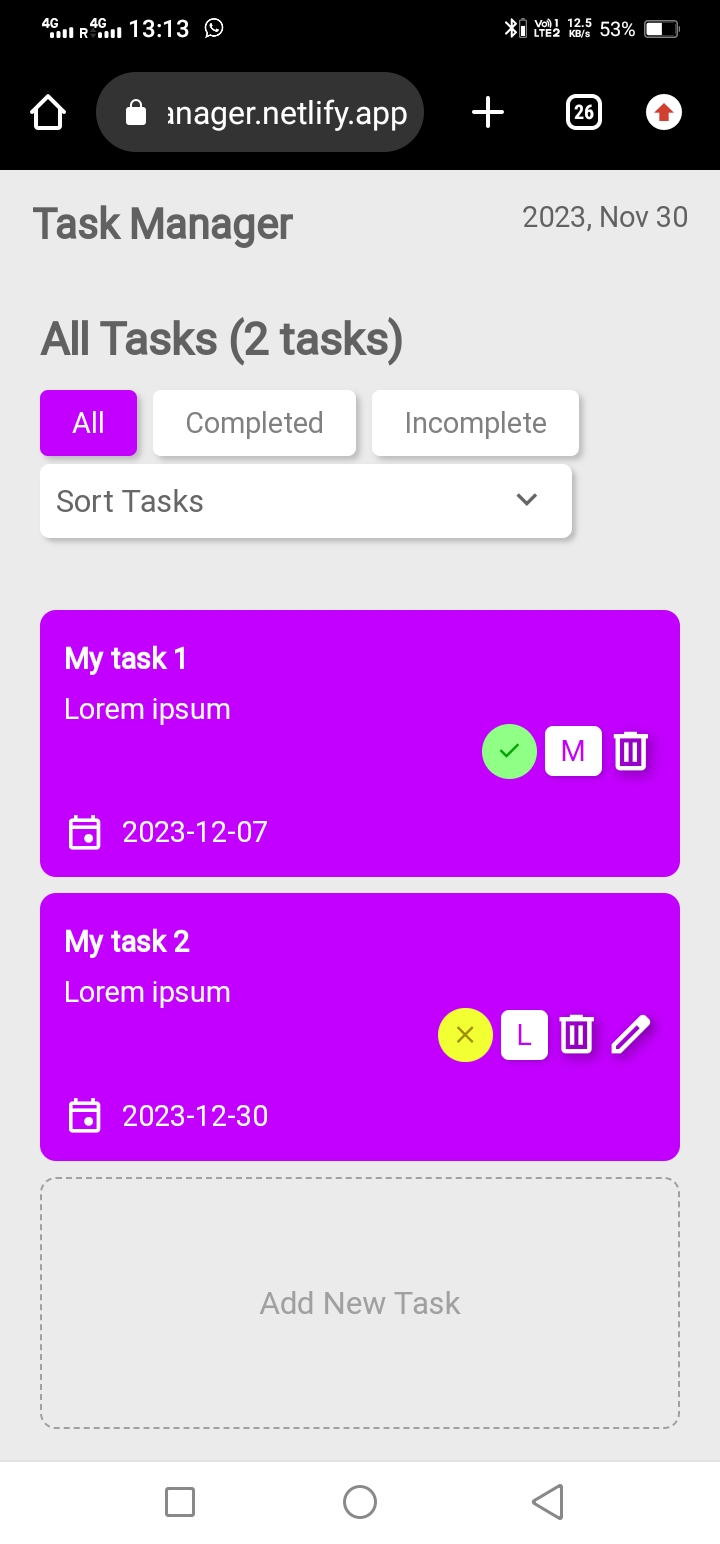 4G R 4G 13:13 Vo)) 1 LTE2 12.5 KB/s 53%
anager.netlify.app 26
Task Manager 2023, Nov 30
All Tasks (2 tasks)
All Completed Incomplete
Sort Tasks
My task 1
Lorem ipsum
M
2023-12-07
My task 2
Lorem ipsum
L
2023-12-30
Add New Task